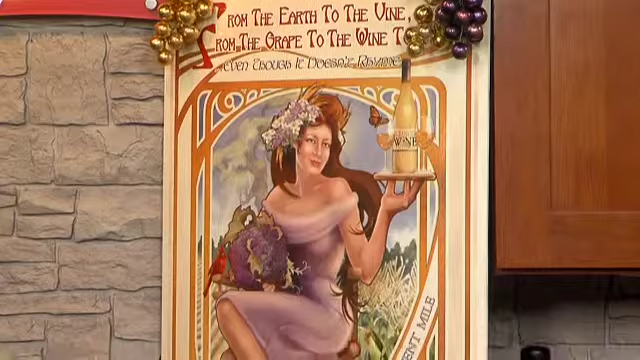 From The Earth To The Vine,
From The Grape To The Wine T
(Even Though It Doesn't Rhyme
WINE
ENT MILE